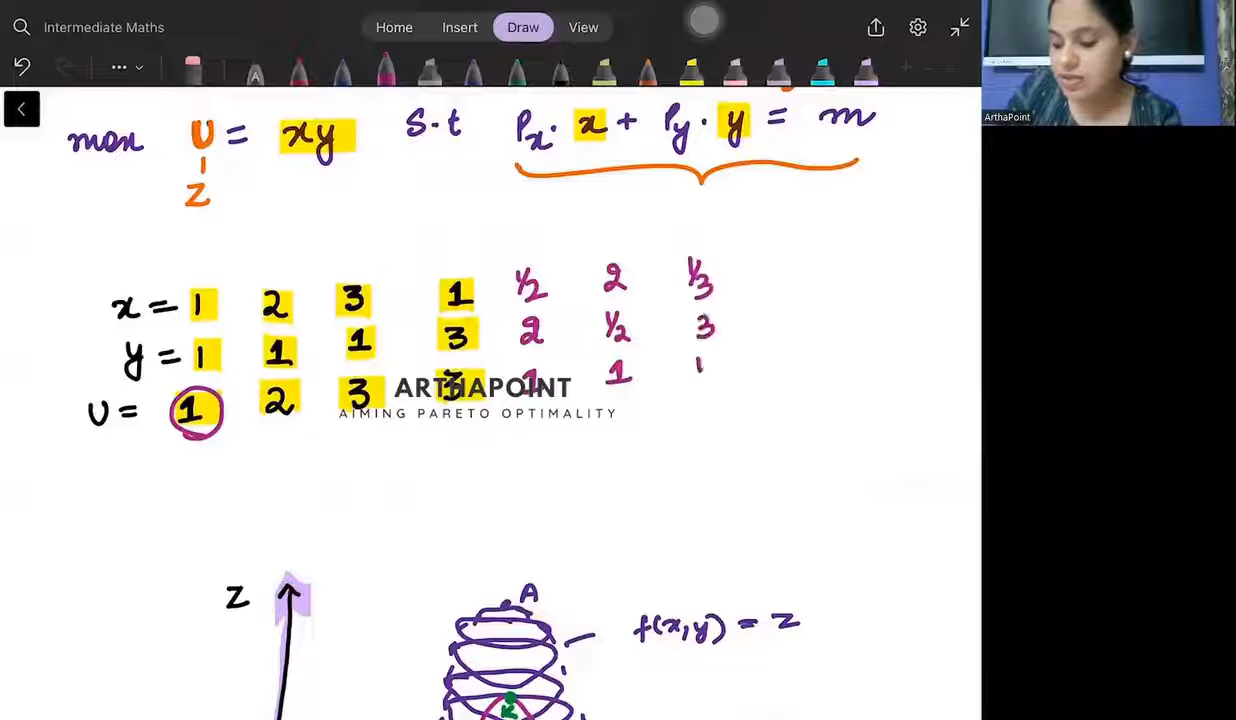 Intermediate Maths
Home Insert Draw View
ArthaPoint
max U = xy S.t Px. x + Py. y = m
Z
x = 1 2 3 1 1/2 2 1/3
y = 1 1 1 3 2 1/2 3
U = 1 2 3 3 1 1 1
ARTHAPOINT
AIMING PARETO OPTIMALITY
Z
A
f(x,y) = z